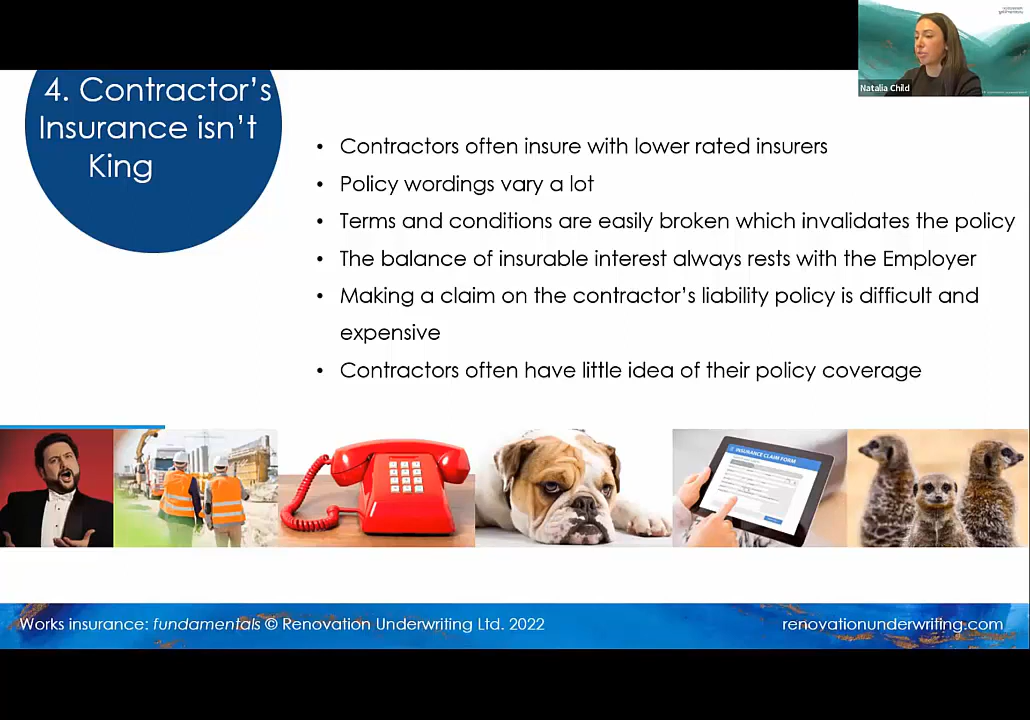 Natalia Child
4. Contractor's
Insurance isn't
King
• Contractors often insure with lower rated insurers
• Policy wordings vary a lot
• Terms and conditions are easily broken which invalidates the policy
• The balance of insurable interest always rests with the Employer
• Making a claim on the contractor's liability policy is difficult and
expensive
• Contractors often have little idea of their policy coverage
INSURANCE CLAIM FORM
Works insurance: fundamentals © Renovation Underwriting Ltd. 2022
renovationunderwriting.com